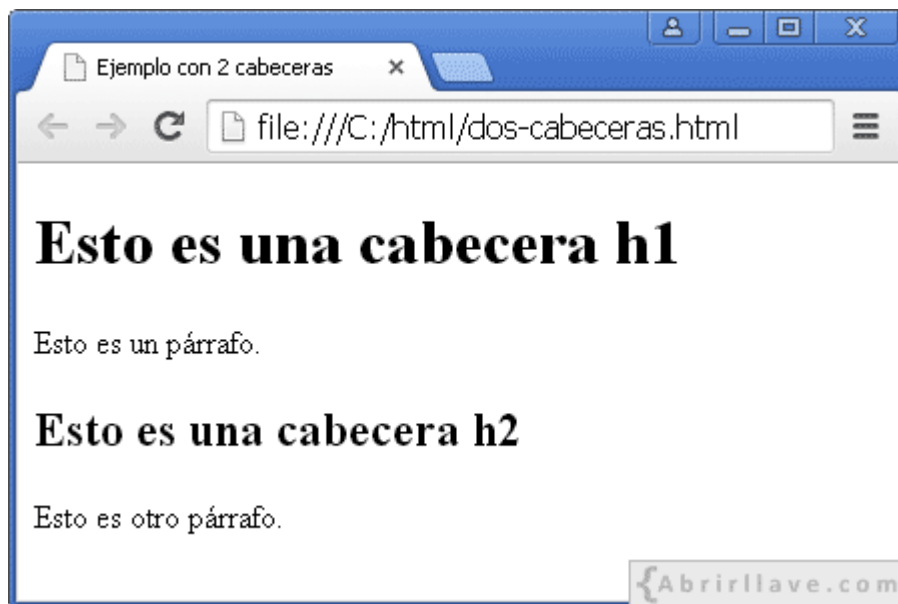 Ejemplo con 2 cabeceras
file:///C:/html/dos-cabeceras.html
Esto es una cabecera h1
Esto es un párrafo.
Esto es una cabecera h2
Esto es otro párrafo.
{Abrirllave.com